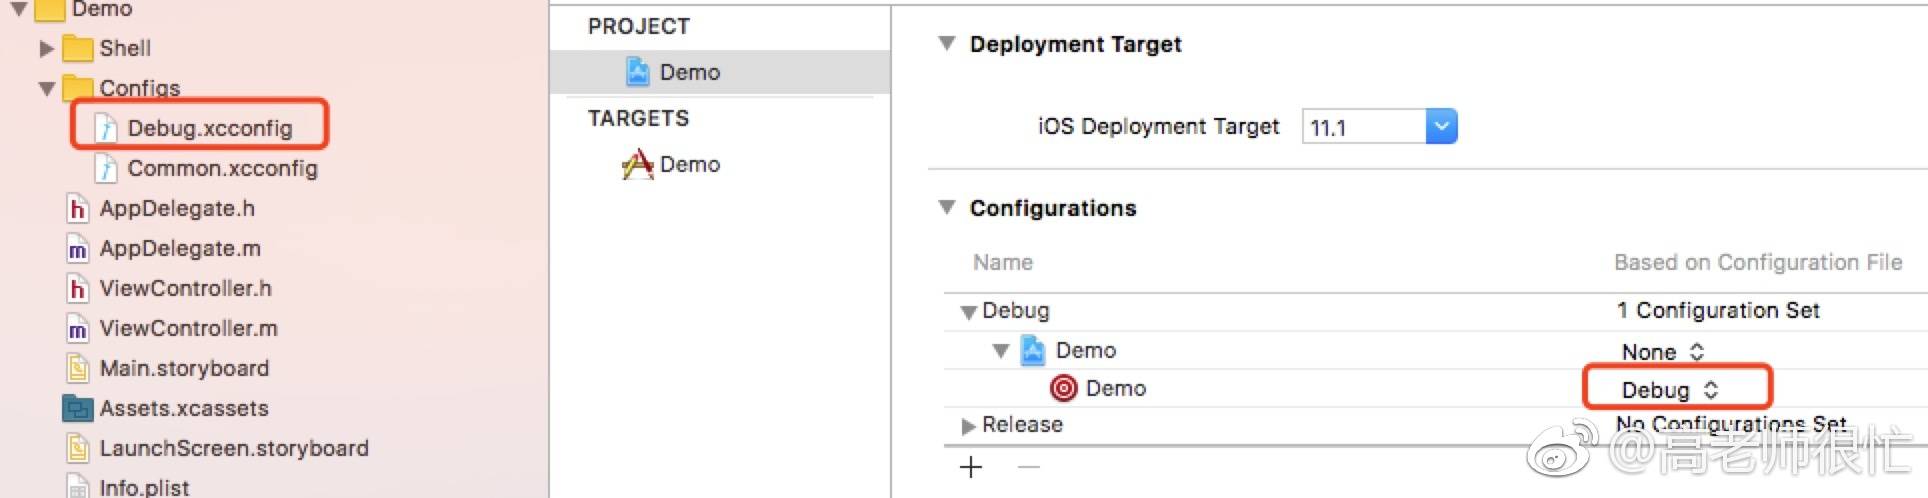 Demo
Shell
Configs
Debug.xcconfig
Common.xcconfig
AppDelegate.h
AppDelegate.m
ViewController.h
ViewController.m
Main.storyboard
Assets.xcassets
LaunchScreen.storyboard
Info.plist
PROJECT
Demo
TARGETS
Demo
Deployment Target
iOS Deployment Target 11.1
Configurations
Name Based on Configuration File
Debug 1 Configuration Set
Demo None
Demo Debug
Release No Configurations Set
@高老师很忙